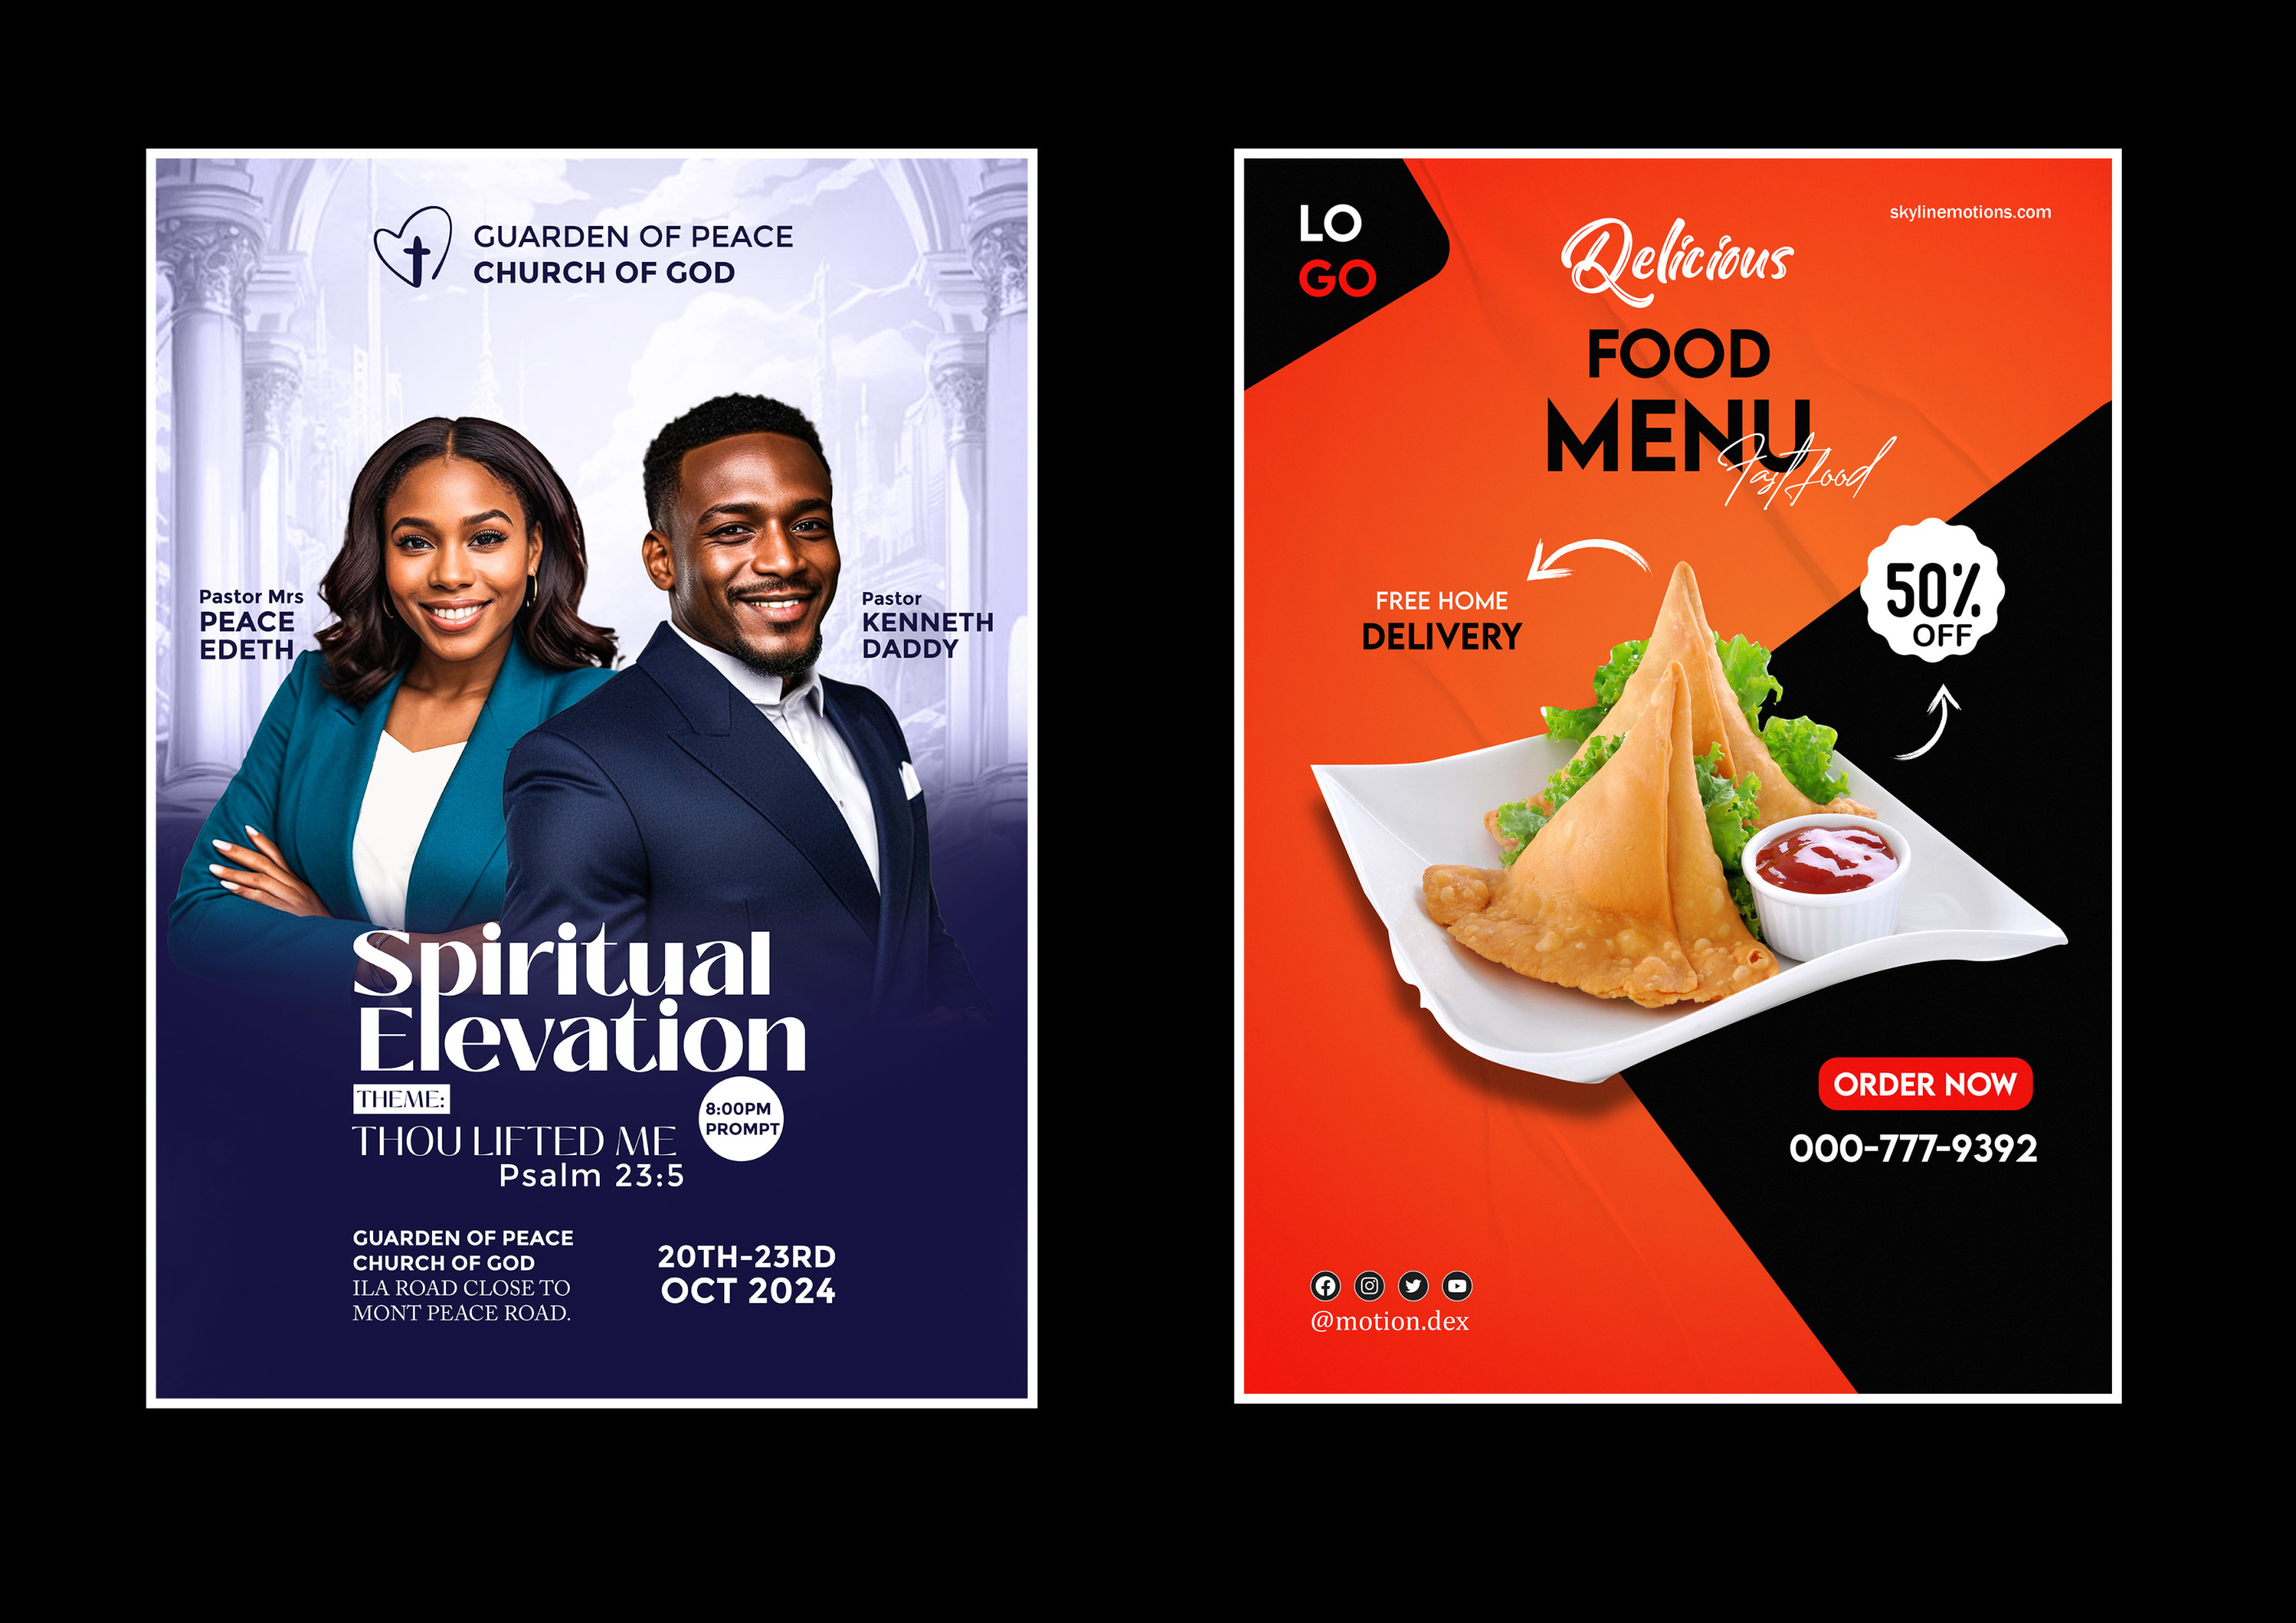 GUARDEN OF PEACE
CHURCH OF GOD
Pastor Mrs
PEACE
EDETH
Pastor
KENNETH
DADDY
Spiritual
Elevation
THEME:
THOU LIFTED ME
Psalm 23:5
8:00PM
PROMPT
GUARDEN OF PEACE
CHURCH OF GOD
ILA ROAD CLOSE TO
MONT PEACE ROAD.
20TH-23RD
OCT 2024
LO
GO
skylinemotions.com
Delicious
FOOD
MENU
Fast food
FREE HOME
DELIVERY
50%
OFF
ORDER NOW
000-777-9392
@motion.dex